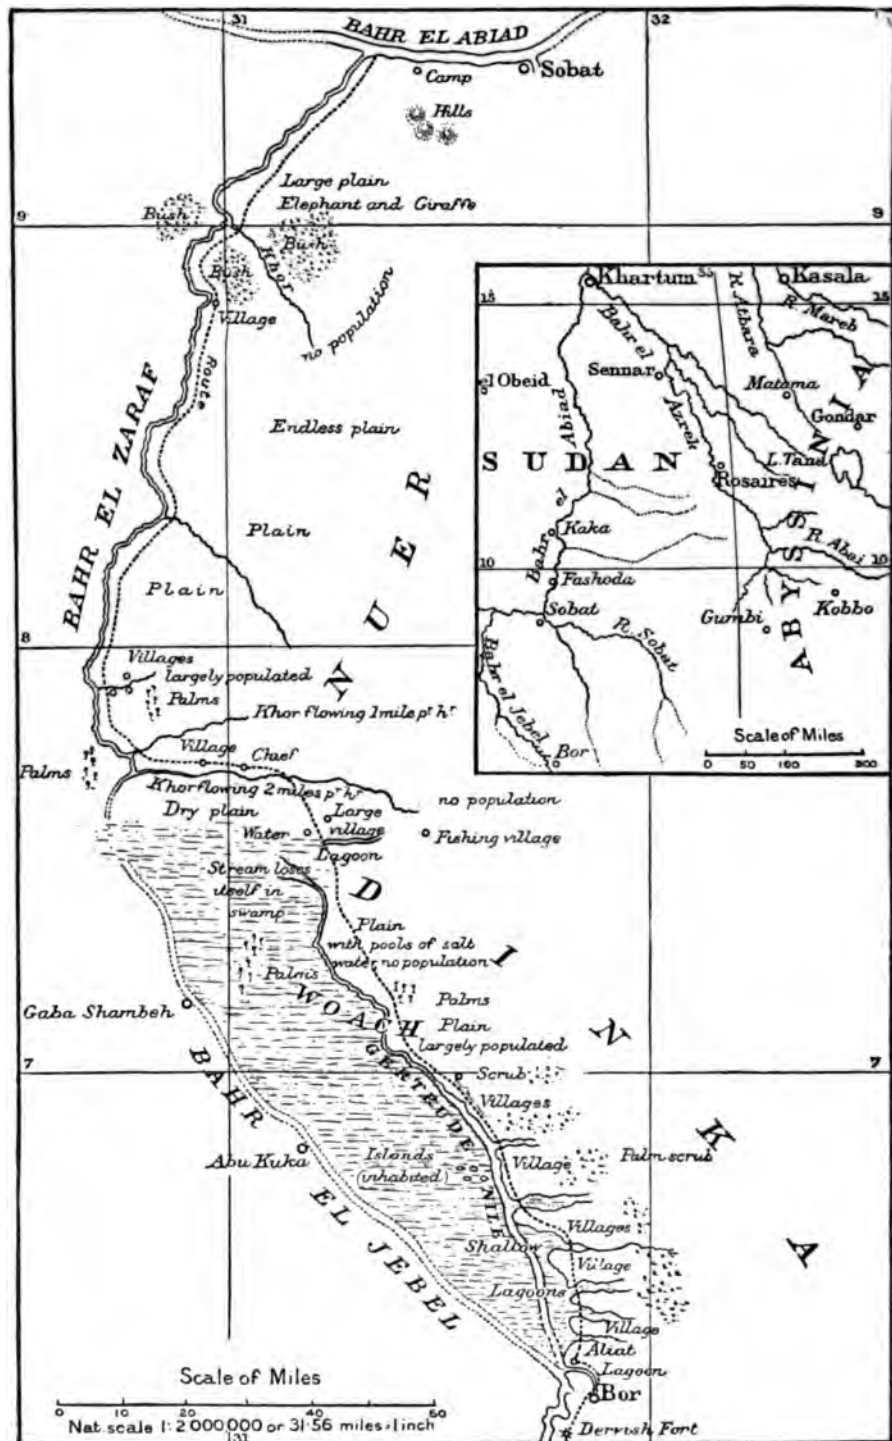 31
32
BAHR EL ABIAD
Camp
Sobat
Hills
Large plain
Elephant and Giraffe
9
9
Bush
Bush
Bush
Khor
no population
Village
Route
BAHR EL ZARAF
Endless plain
Plain
Plain
NUER
8
Villages
largely populated
Palms
Khor flowing 1 mile pr hr
Village
Chief
Palms
Khor flowing 2 miles pr hr
no population
Dry plain
Large
village
Water
Fishing village
Lagoon
Stream loses
itself in
swamp
DINKA
Plain
with pools of salt
water no population
Palms
Palms
WOACH
Plain
largely populated
Gaba Shambeh
GERTRUDE NILE
7
7
Scrub
Villages
BAHR EL JEBEL
Abu Kuka
Islands
(inhabited)
Village
Palm scrub
Villages
Shallow
Village
Lagoons
Village
Aliat
Lagoon
Bor
Dervish Fort
Scale of Miles
0 10 20 30 40 50 60
Nat. scale 1:2000000 or 31·56 miles = 1 inch
31
Khartum
35
Kasala
15
15
R. Atbara
R. Mareb
Bahr el Azrek
Sennar
Matama
l Obeid
Gondar
Bahr el Abiad
SUDAN
L. Tana
Rosaires
ABYSSINIA
Kaka
R. Abai
10
10
Fashoda
Sobat
Gumbi
Kobbo
R. Sobat
Bahr el Jebel
Bor
Scale of Miles
0 50 100 200